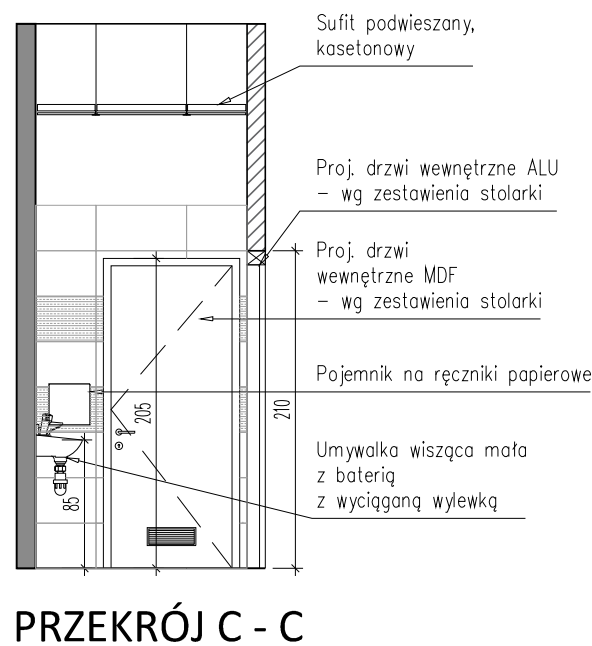 Sufit podwieszany,
kasetonowy
Proj. drzwi wewnętrzne ALU
– wg zestawienia stolarki
Proj. drzwi
wewnętrzne MDF
– wg zestawienia stolarki
Pojemnik na ręczniki papierowe
Umywalka wisząca mała
z baterią
z wyciąganą wylewką
205
210
85
PRZEKRÓJ C - C